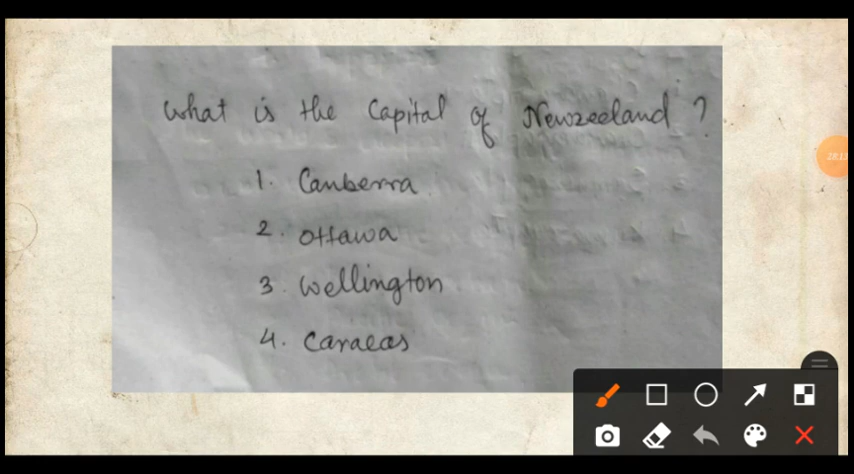 What is the Capital of Newzeeland ?
1. Canberra
2. Ottawa
3. Wellington
4. Caracas